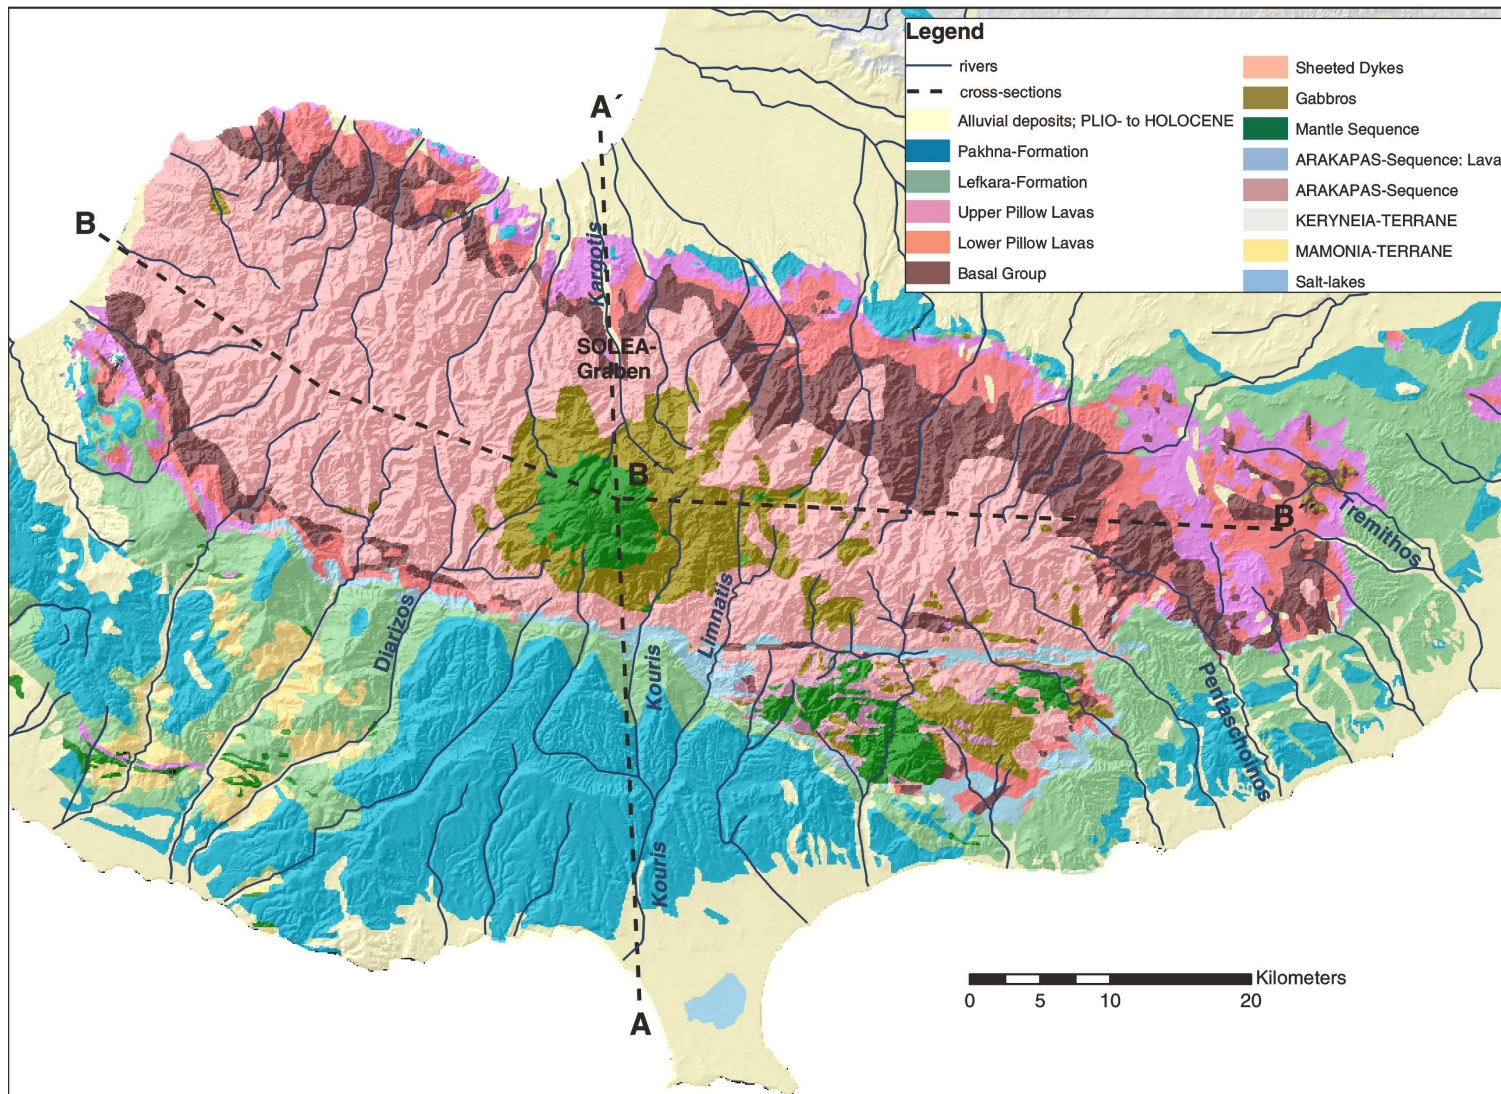 Legend
rivers
cross-sections
Alluvial deposits; PLIO- to HOLOCENE
Pakhna-Formation
Lefkara-Formation
Upper Pillow Lavas
Lower Pillow Lavas
Basal Group
Sheeted Dykes
Gabbros
Mantle Sequence
ARAKAPAS-Sequence: Lava
ARAKAPAS-Sequence
KERYNEIA-TERRANE
MAMONIA-TERRANE
Salt-lakes
A´
B
Kargotis
SOLEA-
Graben
B´
B´´
Tremithos
Diarizos
Limnatis
Kouris
Pentaschoinos
Kouris
A
Kilometers
0 5 10 20